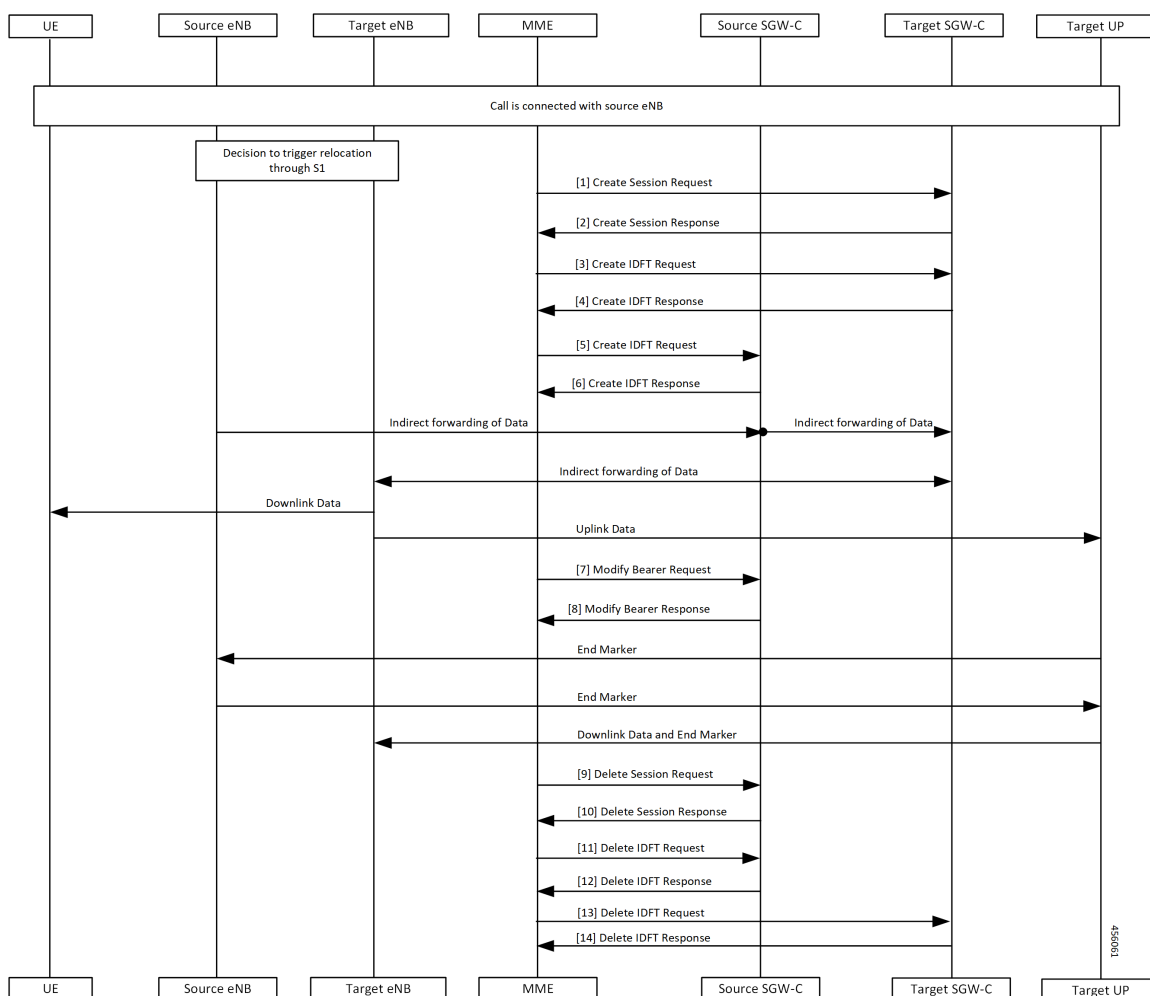 UE Source eNB Target eNB MME Source SGW-C Target SGW-C Target UP
Call is connected with source eNB
Decision to trigger relocation
through S1
[1] Create Session Request
[2] Create Session Response
[3] Create IDFT Request
[4] Create IDFT Response
[5] Create IDFT Request
[6] Create IDFT Response
Indirect forwarding of Data Indirect forwarding of Data
Indirect forwarding of Data
Downlink Data
Uplink Data
[7] Modify Bearer Request
[8] Modify Bearer Response
End Marker
End Marker
Downlink Data and End Marker
[9] Delete Session Request
[10] Delete Session Response
[11] Delete IDFT Request
[12] Delete IDFT Response
[13] Delete IDFT Request
[14] Delete IDFT Response
456061
UE Source eNB Target eNB MME Source SGW-C Target SGW-C Target UP